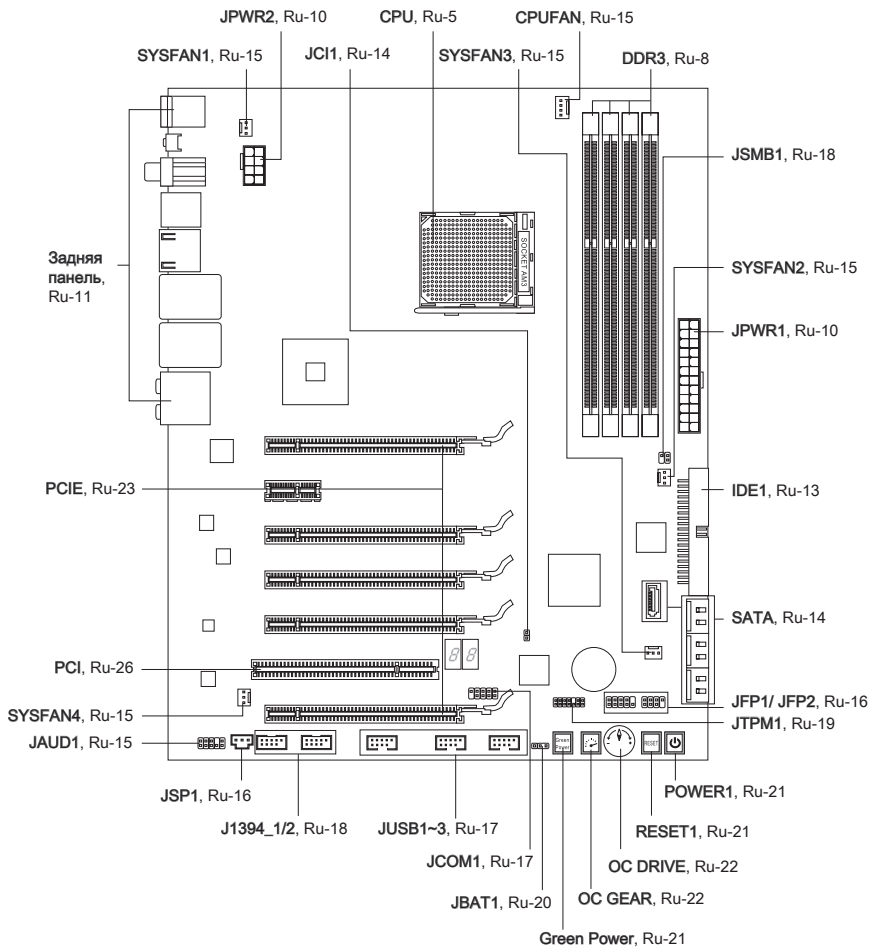 JPWR2, Ru-10
CPU, Ru-5
CPUFAN, Ru-15
SYSFAN1, Ru-15
JCI1, Ru-14
SYSFAN3, Ru-15
DDR3, Ru-8
JSMB1, Ru-18
SOCKET AM3
Задняя
панель,
Ru-11
SYSFAN2, Ru-15
JPWR1, Ru-10
PCIE, Ru-23
IDE1, Ru-13
SATA, Ru-14
8 8
PCI, Ru-26
JFP1/ JFP2, Ru-16
SYSFAN4, Ru-15
JTPM1, Ru-19
JAUD1, Ru-15
Green
Power
RESET
JSP1, Ru-16
POWER1, Ru-21
J1394_1/2, Ru-18
JUSB1~3, Ru-17
RESET1, Ru-21
JCOM1, Ru-17
OC DRIVE, Ru-22
JBAT1, Ru-20
OC GEAR, Ru-22
Green Power, Ru-21